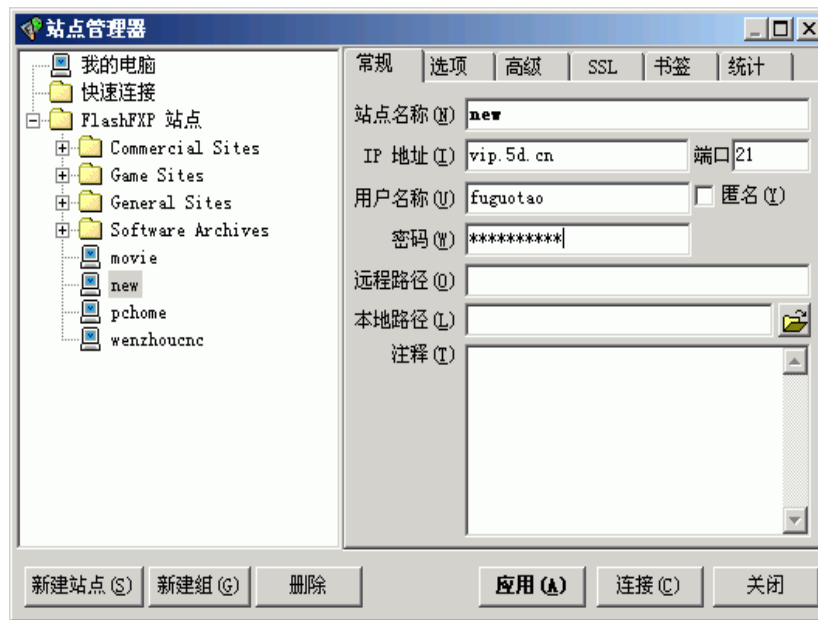 站点管理器
我的电脑
快速连接
FlashFXP 站点
Commercial Sites
Game Sites
General Sites
Software Archives
movie
new
pchome
wenzhoucnc
常规 选项 高级 SSL 书签 统计
站点名称(N) new
IP 地址(I) vip.5d.cn 端口 21
用户名称(U) fuguotao 匿名(Y)
密码(W) **********
远程路径(O)
本地路径(L)
注释(T)
新建站点(S) 新建组(G) 删除 应用(A) 连接(C) 关闭